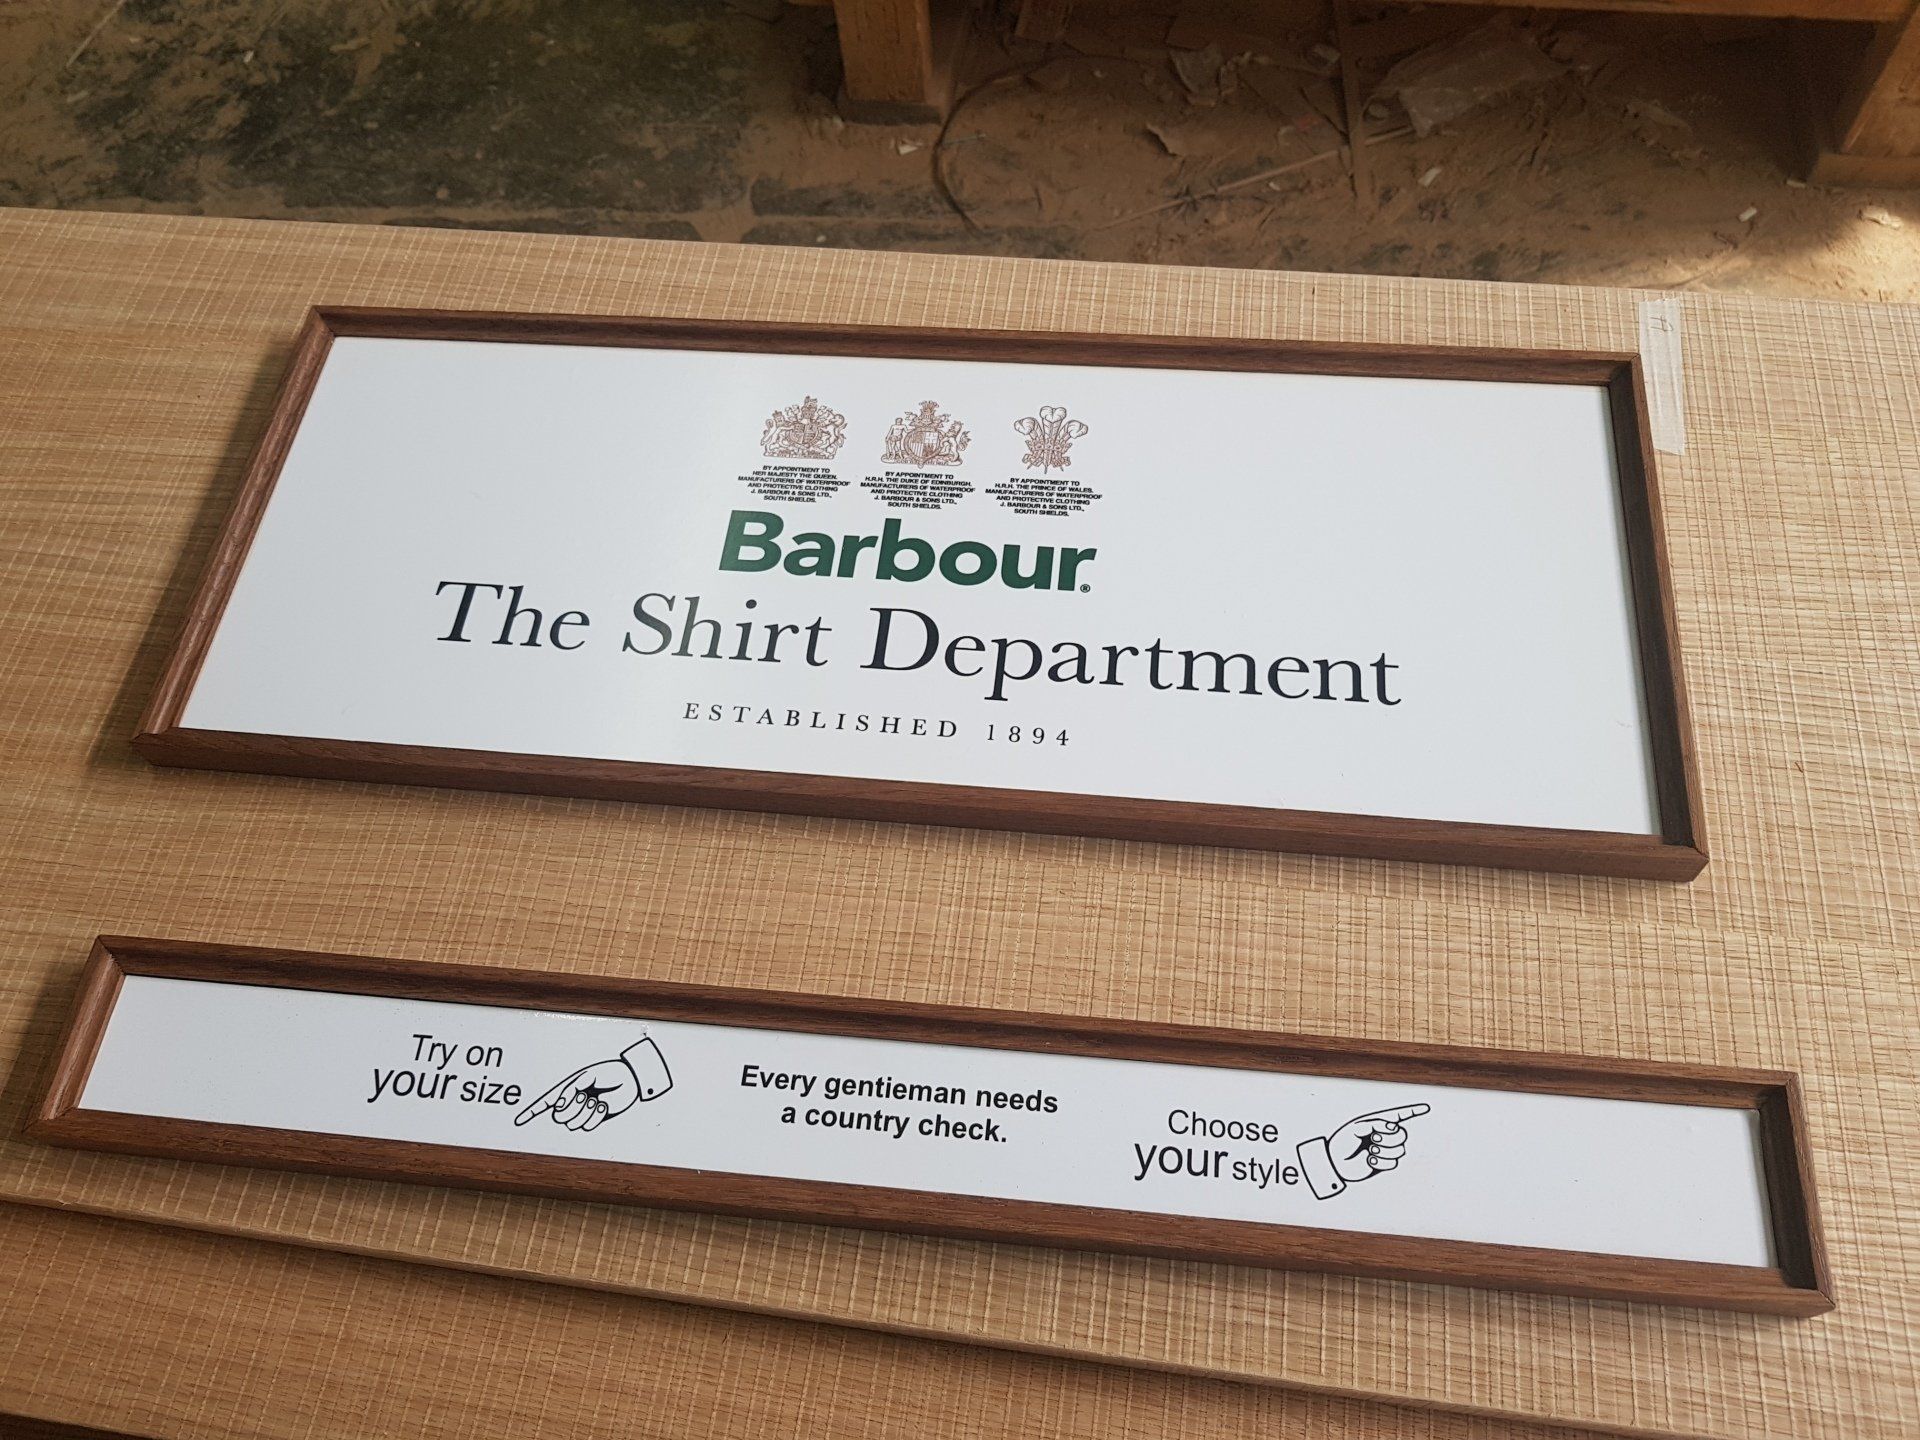 BY APPOINTMENT TO
HER MAJESTY THE QUEEN.
MANUFACTURERS OF WATERPROOF
AND PROTECTIVE CLOTHING
J. BARBOUR & SONS LTD.,
SOUTH SHIELDS.
BY APPOINTMENT TO
H.R.H. THE DUKE OF EDINBURGH.
MANUFACTURERS OF WATERPROOF
AND PROTECTIVE CLOTHING
J. BARBOUR & SONS LTD.,
SOUTH SHIELDS.
BY APPOINTMENT TO
H.R.H. THE PRINCE OF WALES.
MANUFACTURERS OF WATERPROOF
AND PROTECTIVE CLOTHING
J. BARBOUR & SONS LTD.,
SOUTH SHIELDS.
Barbour®
The Shirt Department
ESTABLISHED 1894
Try on
your size
Every gentieman needs
a country check.
Choose
your style